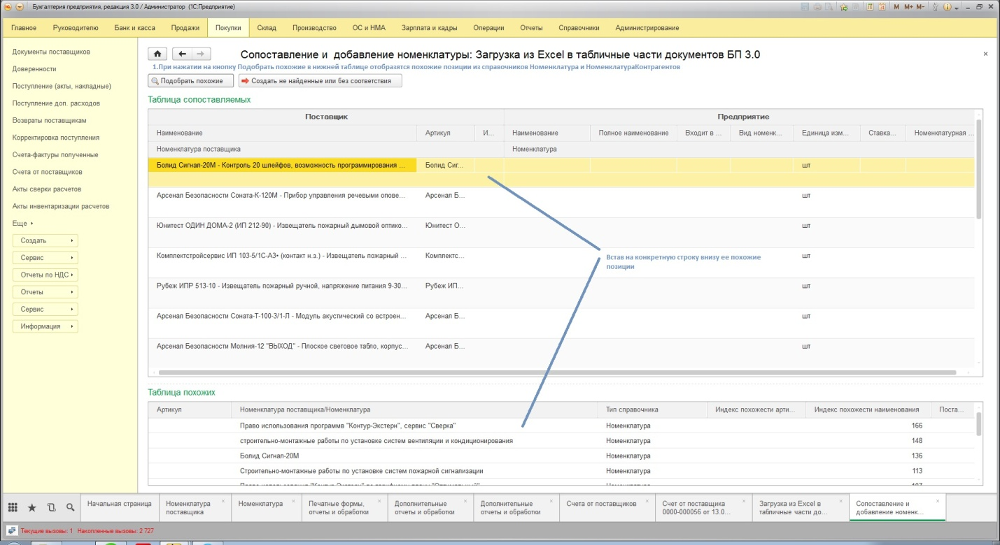 Бухгалтерия предприятия, редакция 3.0 / Администратор (1С:Предприятие)
M M+ M-
Главное Руководителю Банк и касса Продажи Покупки Склад Производство ОС и НМА Зарплата и кадры Операции Отчеты Справочники Администрирование
Документы поставщиков
Доверенности
Поступление (акты, накладные)
Поступление доп. расходов
Возвраты поставщикам
Корректировка поступления
Счета-фактуры полученные
Счета от поставщиков
Акты сверки расчетов
Акты инвентаризации расчетов
Еще
Создать
Сервис
Отчеты по НДС
Отчеты
Сервис
Информация
Сопоставление и добавление номенклатуры: Загрузка из Excel в табличные части документов БП 3.0
1.При нажатии на кнопку Подобрать похожие в нижней таблице отобразятся похожие позиции из справочников Номенклатура и НоменклатураКонтрагентов
Подобрать похожие Создать не найденные или без соответствия
Таблица сопоставляемых
Поставщик Предприятие
Наименование Артикул И... Наименование Полное наименование Входит в ... Вид номенк... Единица изм... Ставка... Номенклатурная ...
Номенклатура поставщика Номенклатура
Болид Сигнал-20М - Контроль 20 шлейфов, возможность программирования ... Болид Сиг... шт
Арсенал Безопасности Соната-К-120М - Прибор управления речевыми опове... Арсенал Б... шт
Юнитест ОДИН ДОМА-2 (ИП 212-90) - Извещатель пожарный дымовой оптико... Юнитест О... шт
Комплектстройсервис ИП 103-5/1С-А3• (контакт н.з.) - Извещатель пожарный ... Комплектс... шт
Встав на конкретную строку внизу ее похожие
позиции
Рубеж ИПР 513-10 - Извещатель пожарный ручной, напряжение питания 9-30... Рубеж ИП... шт
Арсенал Безопасности Соната-Т-100-3/1-Л - Модуль акустический со встроен... Арсенал Б... шт
Арсенал Безопасности Молния-12 "ВЫХОД" - Плоское световое табло, корпус... Арсенал Б... шт
Таблица похожих
Артикул Номенклатура поставщика/Номенклатура Тип справочника Индекс похожести арти... Индекс похожести наименования Поста...
Право использования программ "Контур-Экстерн", сервис "Сверка" Номенклатура 166
строительно-монтажные работы по установке систем вентиляции и кондиционирования Номенклатура 148
Болид Сигнал-20М Номенклатура 136
Строительно-монтажные работы по установке систем пожарной сигнализации Номенклатура 113
Начальная страница
Номенклатура
поставщика
Номенклатура
Печатные формы,
отчеты и обработки
Дополнительные
отчеты и обработки
Дополнительные
отчеты и обработки
Счета от поставщиков
Счет от поставщика
0000-000056 от 13.0...
Загрузка из Excel в
табличные части до...
Сопоставление и
добавление номенк...
Текущие вызовы: 1 Накопленные вызовы: 2 727